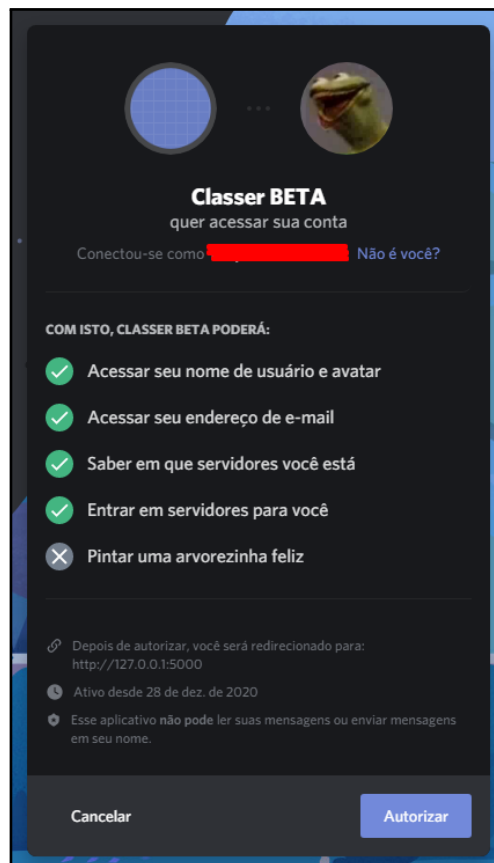 Classer BETA
quer acessar sua conta
Conectou-se como Não é você?
COM ISTO, CLASSER BETA PODERÁ:
Acessar seu nome de usuário e avatar
Acessar seu endereço de e-mail
Saber em que servidores você está
Entrar em servidores para você
Pintar uma arvorezinha feliz
Depois de autorizar, você será redirecionado para:
http://127.0.0.1:5000
Ativo desde 28 de dez. de 2020
Esse aplicativo não pode ler suas mensagens ou enviar mensagens
em seu nome.
Cancelar Autorizar